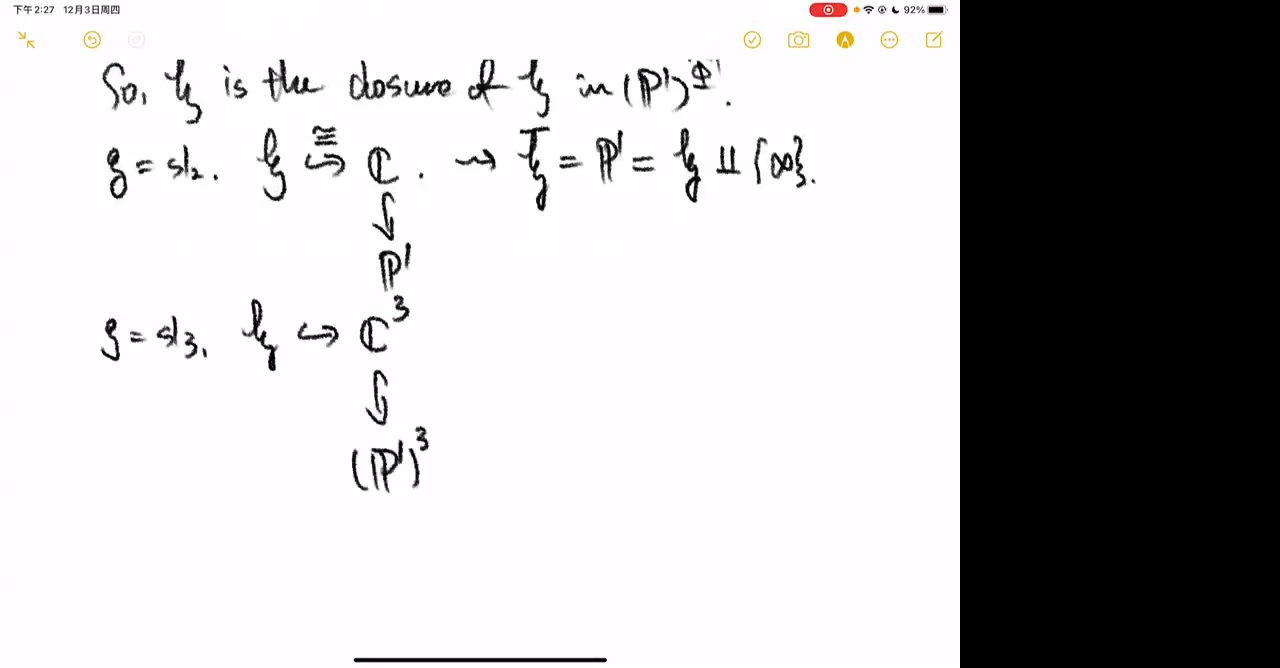 下午2:27 12月3日周四
92%
So, 𝔥 is the closure of 𝔥 in (ℙ¹)^Φ.
𝔤 = sl₂. 𝔥 ≅↪ ℂ. ⇝ 𝔥̅ = ℙ¹ = 𝔥 ⨿ {∞}.
↓
ℙ¹
𝔤 = sl₃, 𝔥 ↪ ℂ³
↓
(ℙ¹)³